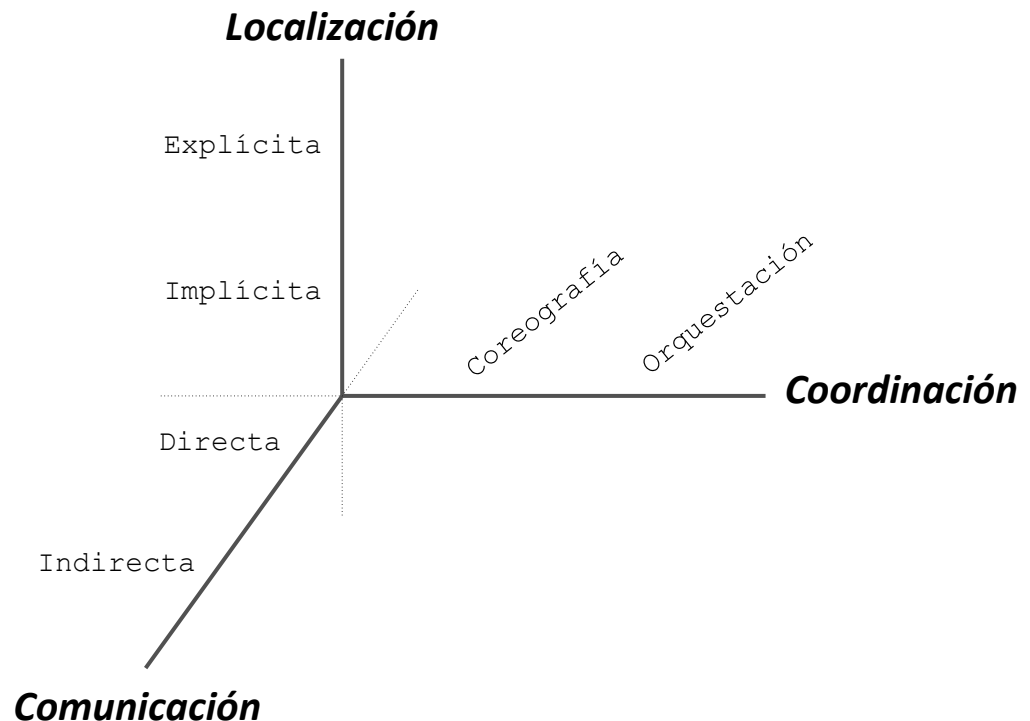 Localización
Explícita
Implícita
Coreografía
Orquestación
Coordinación
Directa
Indirecta
Comunicación